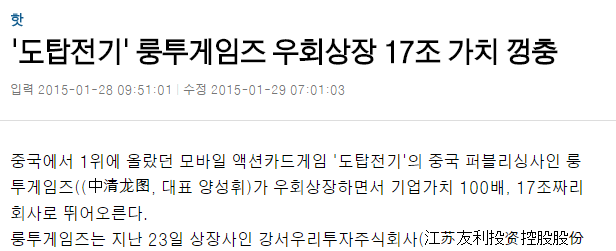 핫
'도탑전기' 룽투게임즈 우회상장 17조 가치 껑충
입력 2015-01-28 09:51:01 | 수정 2015-01-29 07:01:03
중국에서 1위에 올랐던 모바일 액션카드게임 '도탑전기'의 중국 퍼블리싱사인 룽
투게임즈((中清龙图, 대표 양성휘)가 우회상장하면서 기업가치 100배, 17조짜리
회사로 뛰어오른다.
룽투게임즈는 지난 23일 상장사인 강서우리투자주식회사(江苏友利投资控股股份